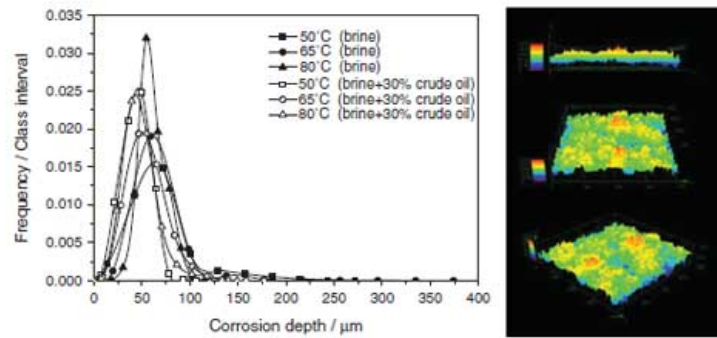 0.035
0.030
0.025
0.020
0.015
0.010
0.005
0.000
Frequency / Class interval
50°C (brine)
65°C (brine)
80°C (brine)
50°C (brine+30% crude oil)
65°C (brine+30% crude oil)
80°C (brine+30% crude oil)
0 50 100 150 200 250 300 350 400
Corrosion depth / μm